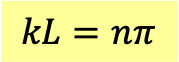 kL = nπ